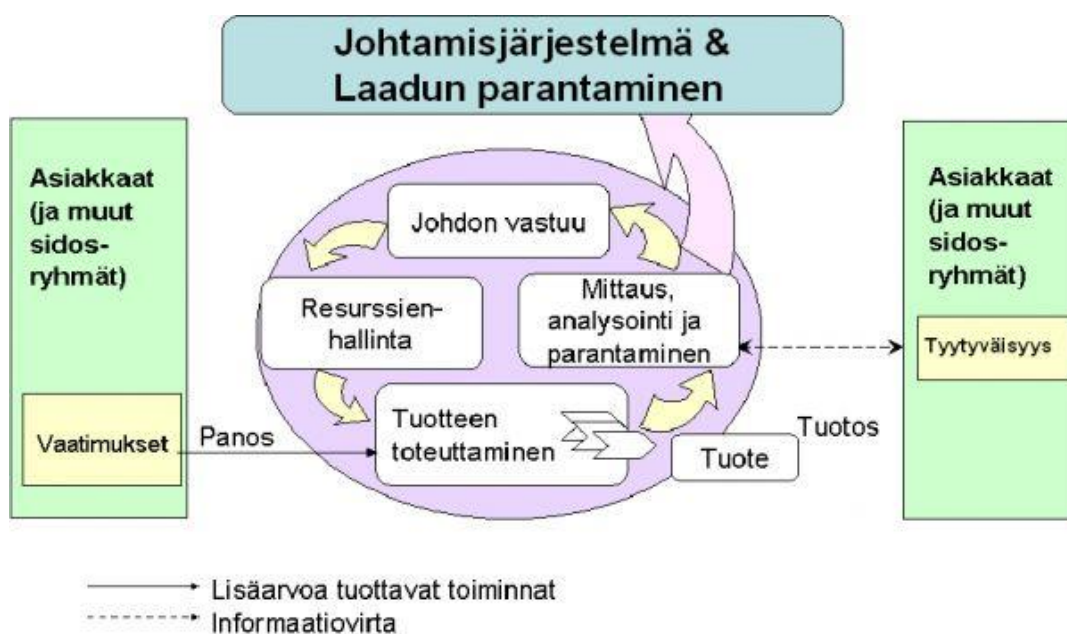 Johtamisjärjestelmä &
Laadun parantaminen
Asiakkaat
(ja muut
sidos-
ryhmät)
Vaatimukset
Panos
Johdon vastuu
Resurssien-
hallinta
Mittaus,
analysointi ja
parantaminen
Tuotteen
toteuttaminen
Tuote
Tuotos
Asiakkaat
(ja muut
sidos-
ryhmät)
Tyytyväisyys
Lisäarvoa tuottavat toiminnat
Informaatiovirta